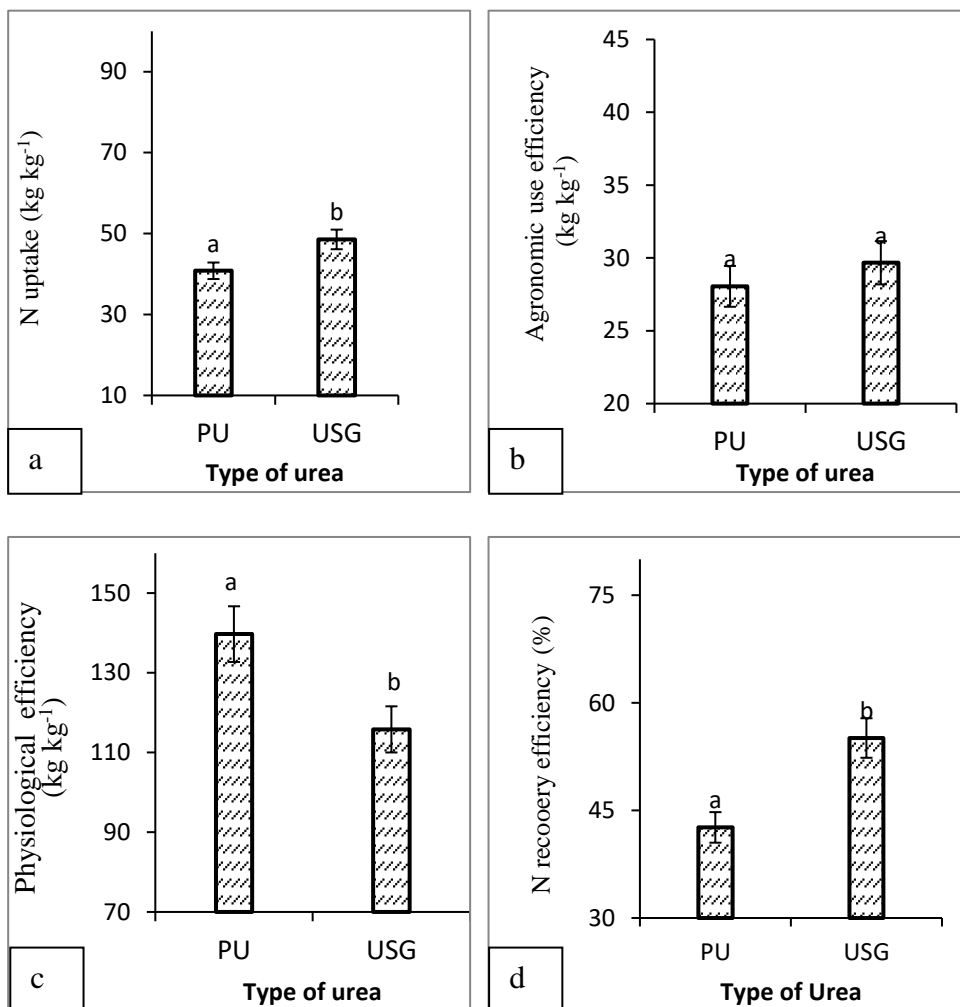 N uptake (kg kg⁻¹)
90
70
50
30
10
a
b
PU USG
Type of urea
a
Agronomic use efficiency
(kg kg⁻¹)
45
40
35
30
25
20
a
a
PU USG
Type of urea
b
Physiological efficiency
(kg kg⁻¹)
150
130
110
90
70
a
b
PU USG
Type of urea
c
N recooery efficiency (%)
75
60
45
30
a
b
PU USG
Type of Urea
d